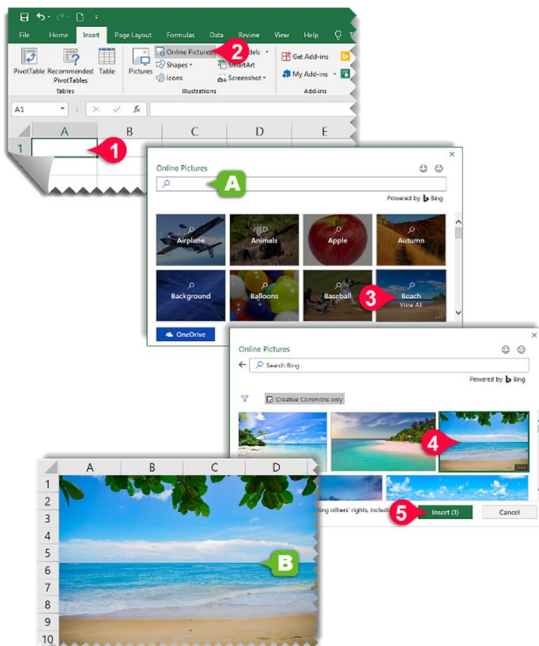 File Home Insert Page Layout Formulas Data Review View Help
Online Pictures
2
Shapes
SmartArt
Get Add-ins
PivotTable Recommended PivotTables Table Pictures
Icons
Screenshot
My Add-ins
Tables Illustrations Add-ins
A1 fx
A B C D E
1
1
Online Pictures
A
Powered by Bing
Airplane Animals Apple Autumn
Background Balloons Baseball 3 Beach
View All
OneDrive
Online Pictures
Search Bing
Powered by Bing
Creative Commons only
4
A B C D
1
2
3
4
5
6
7
8
9
10
B
others' rights, includ
5
Insert (1) Cancel